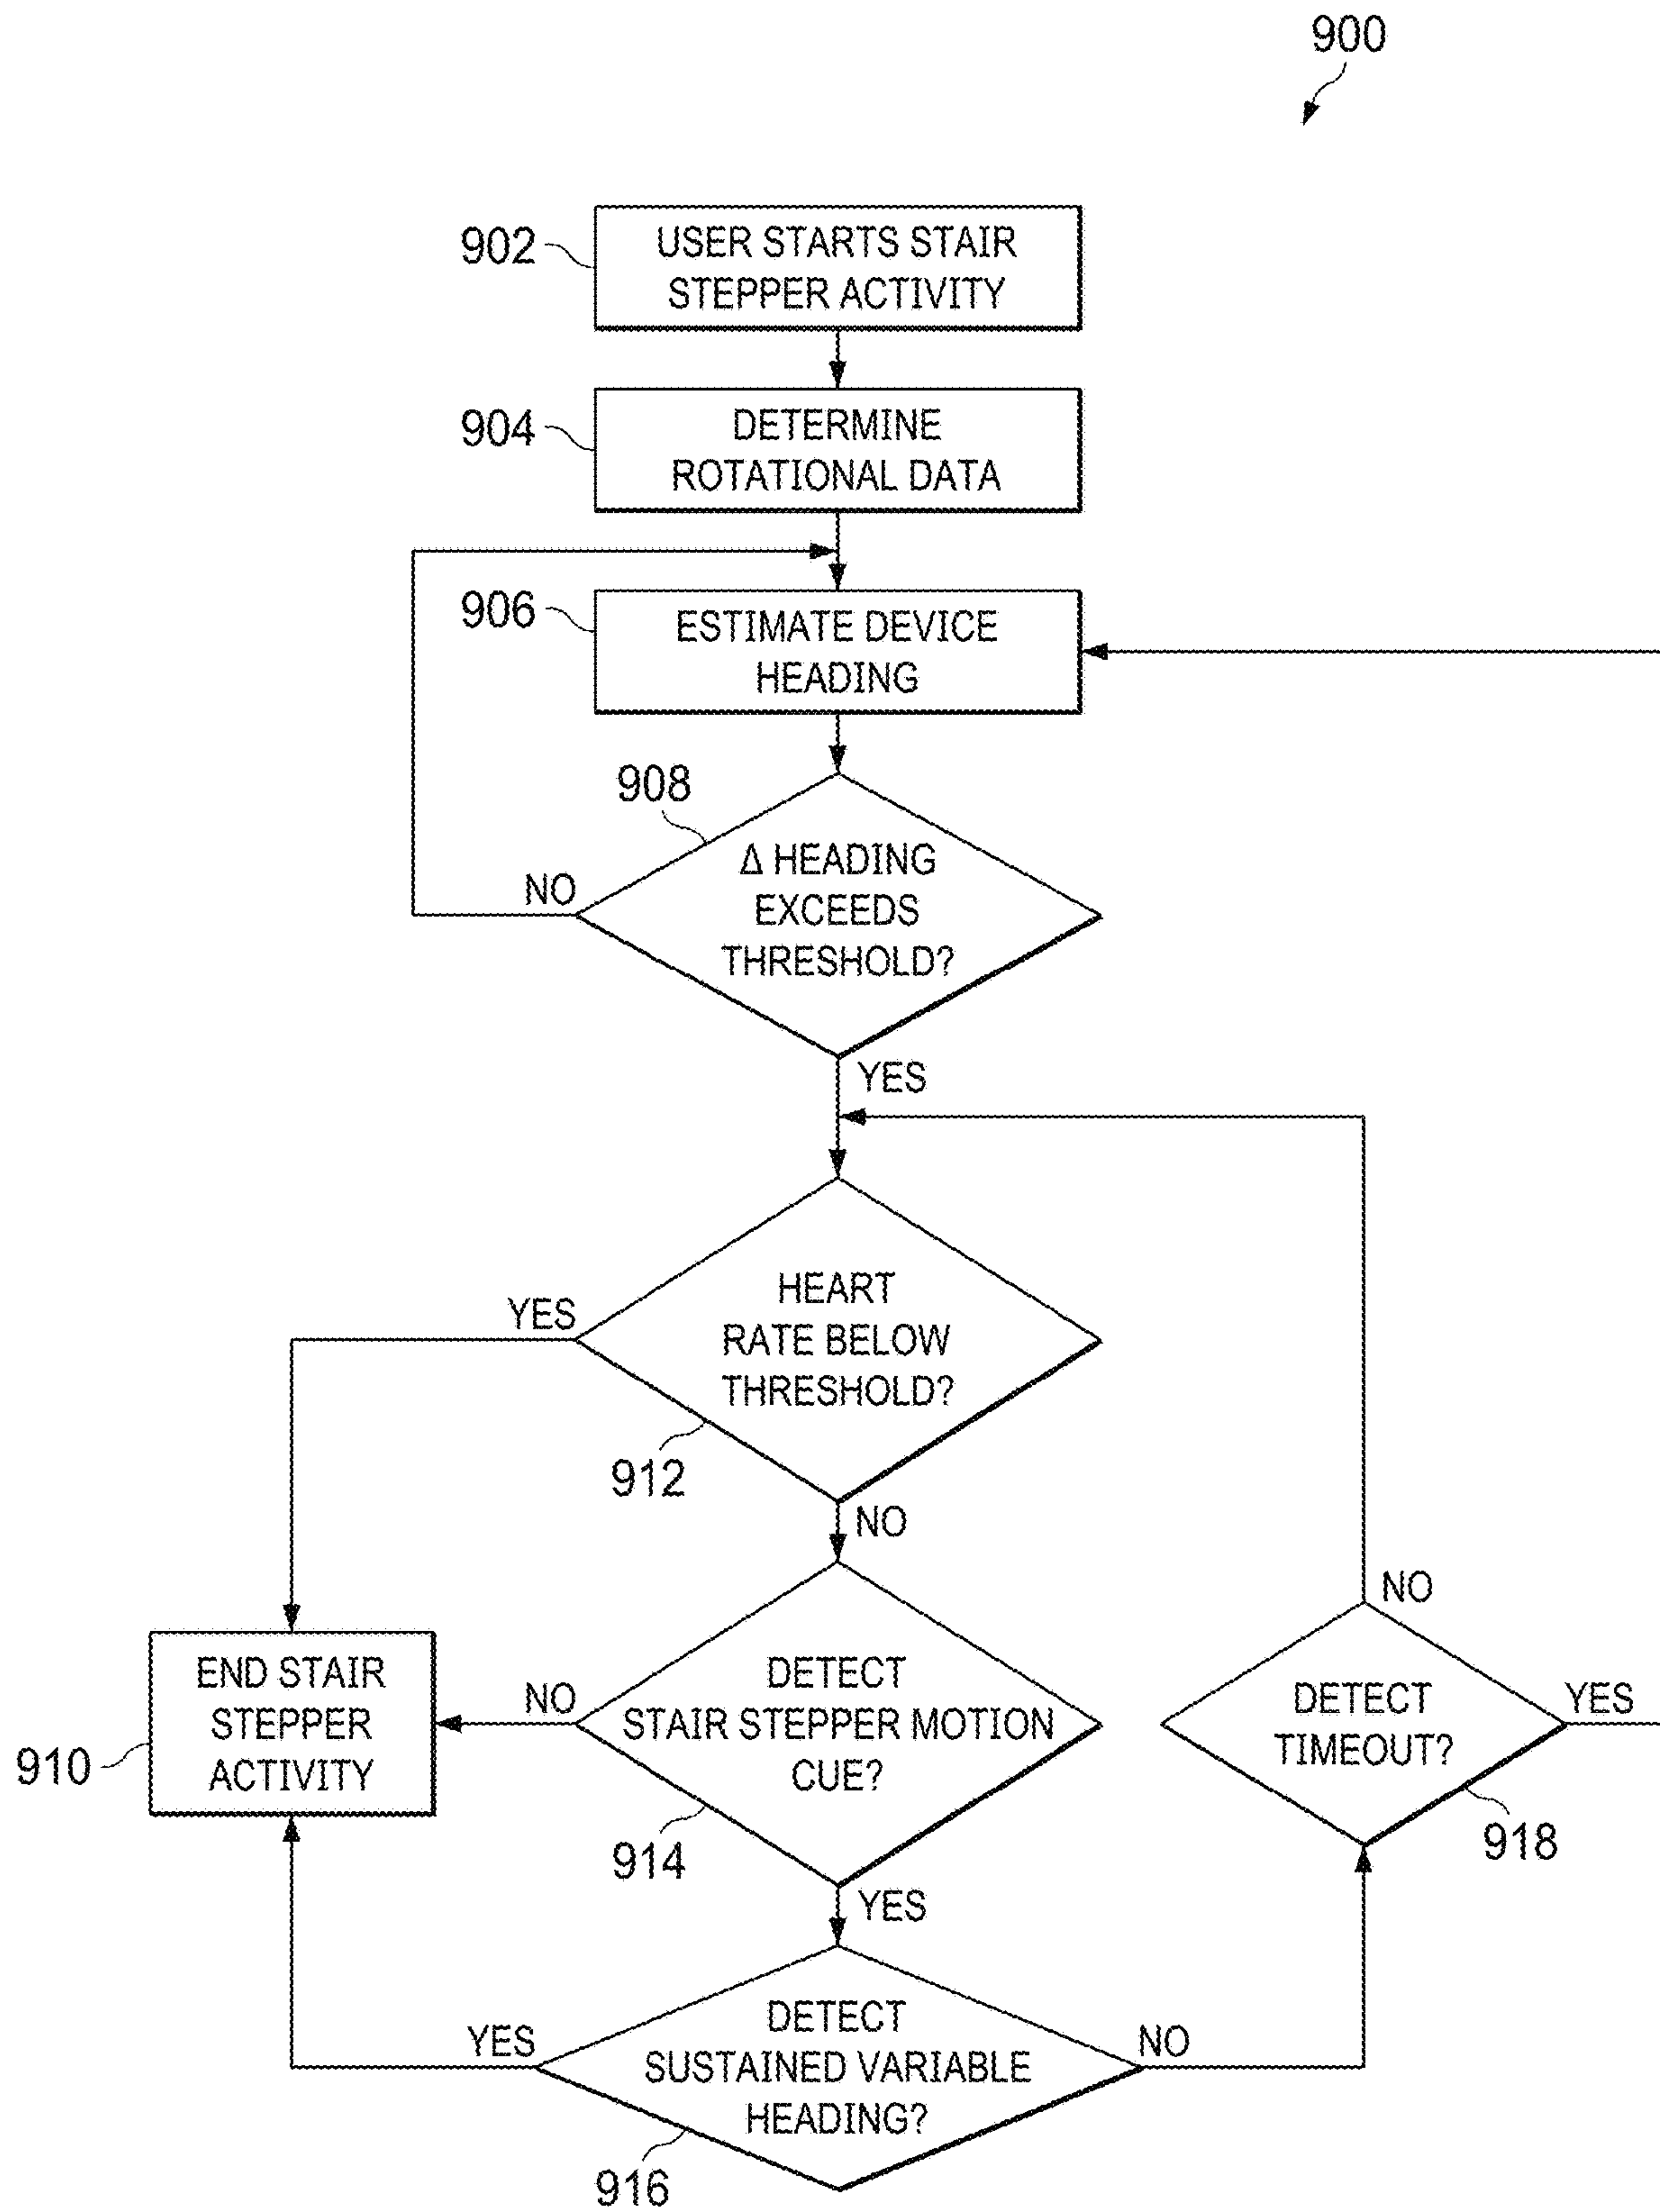 900
902
USER STARTS STAIR
STEPPER ACTIVITY
904
DETERMINE
ROTATIONAL DATA
906
ESTIMATE DEVICE
HEADING
908
Δ HEADING
EXCEEDS
THRESHOLD?
NO
YES
HEART
RATE BELOW
THRESHOLD?
YES
912
NO
END STAIR
STEPPER
ACTIVITY
910
NO
DETECT
STAIR STEPPER MOTION
CUE?
914
YES
NO
DETECT
TIMEOUT?
YES
918
DETECT
SUSTAINED VARIABLE
HEADING?
YES
NO
916